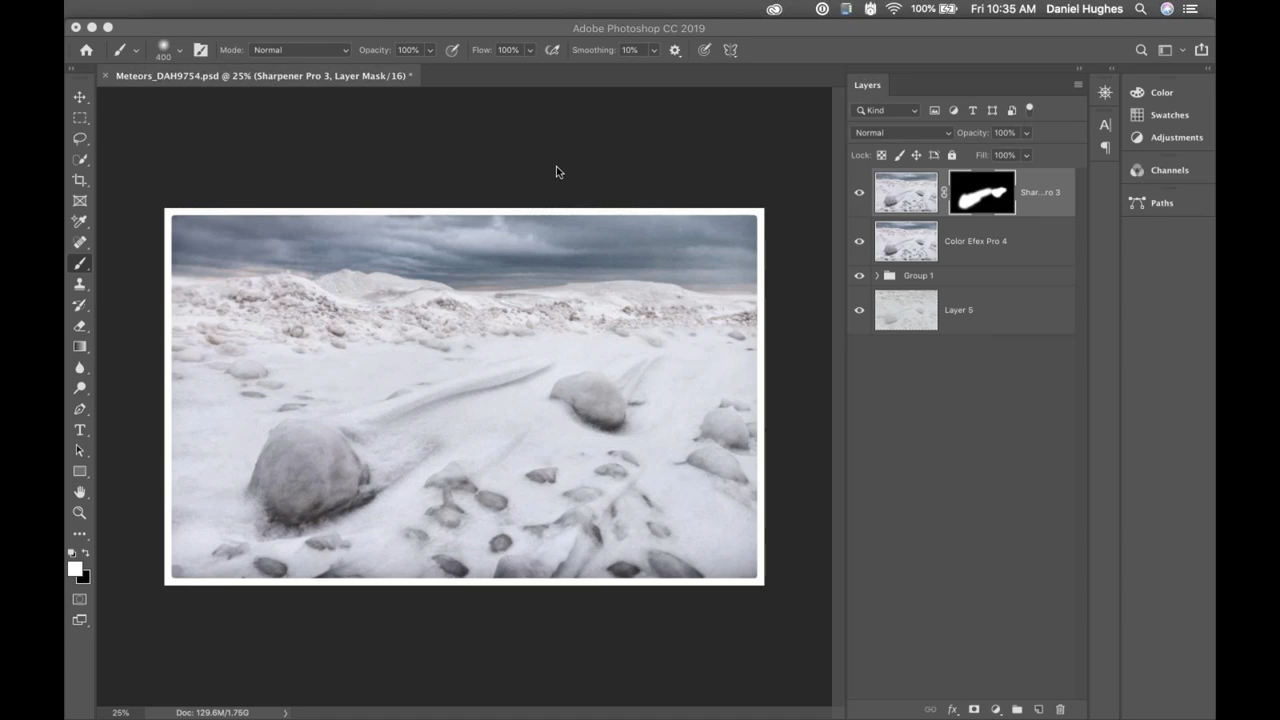 100% Fri 10:35 AM Daniel Hughes
Adobe Photoshop CC 2019
400 Mode: Normal Opacity: 100% Flow: 100% Smoothing: 10%
Meteors_DAH9754.psd @ 25% (Sharpener Pro 3, Layer Mask/16) *
Layers
Kind
Normal Opacity: 100%
Lock: Fill: 100%
Shar...ro 3
Color Efex Pro 4
Group 1
Layer 5
Color
Swatches
Adjustments
Channels
Paths
25% Doc: 129.6M/1.75G